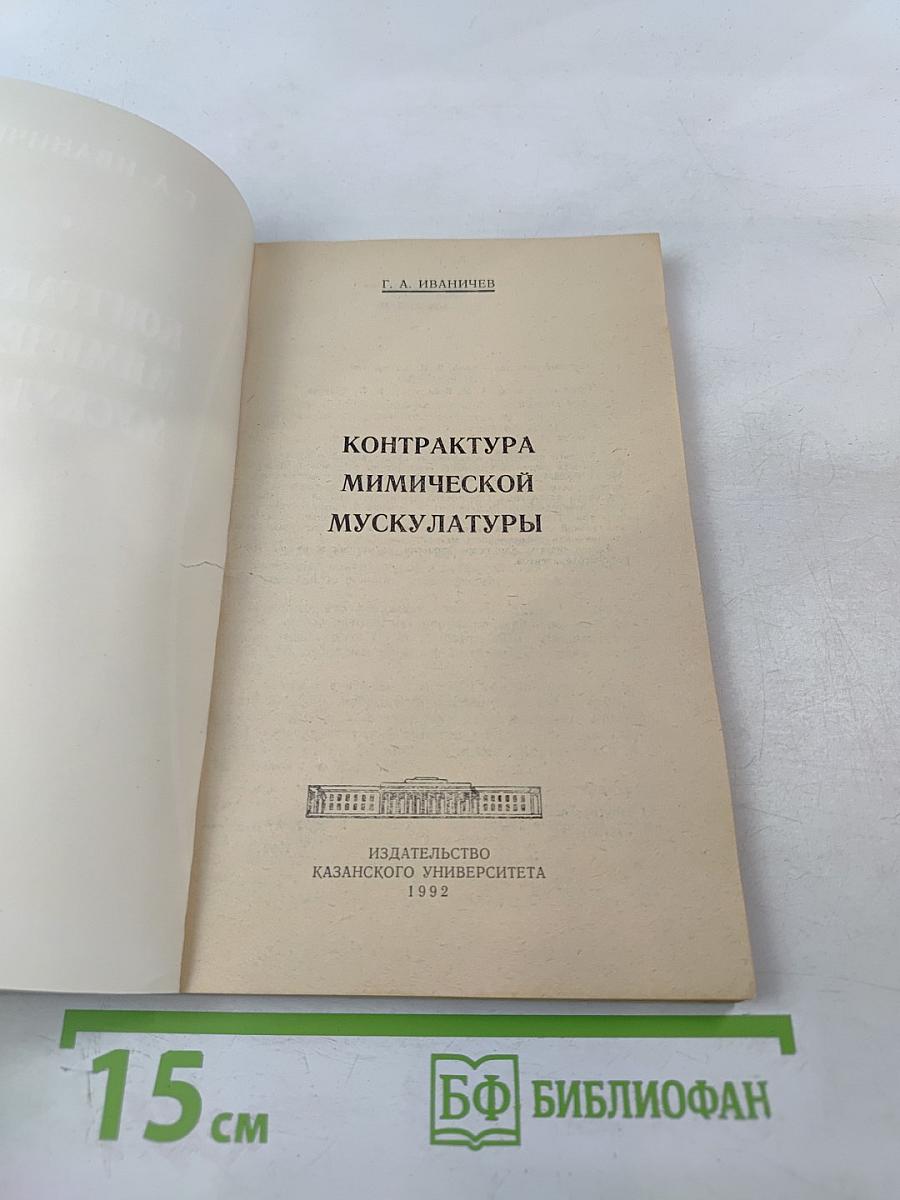 Г. А. ИВАНИЧЕВ
КОНТРАКТУРА
МИМИЧЕСКОЙ
МУСКУЛАТУРЫ
ИЗДАТЕЛЬСТВО
КАЗАНСКОГО УНИВЕРСИТЕТА
1992
15 см
БФ БИБЛИОФАН